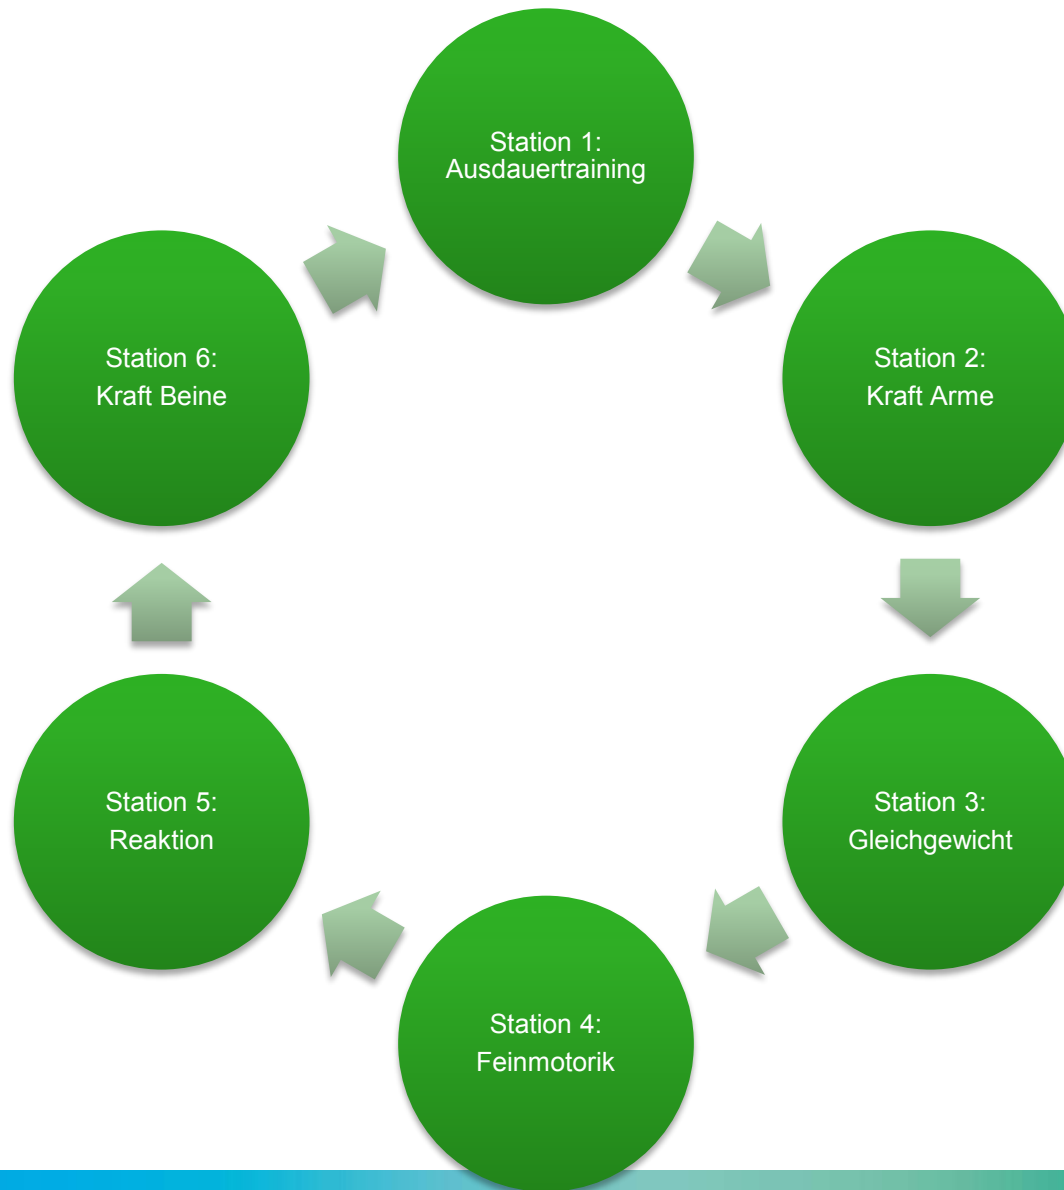 Station 1:
Ausdauertraining
Station 2:
Kraft Arme
Station 3:
Gleichgewicht
Station 4:
Feinmotorik
Station 5:
Reaktion
Station 6:
Kraft Beine